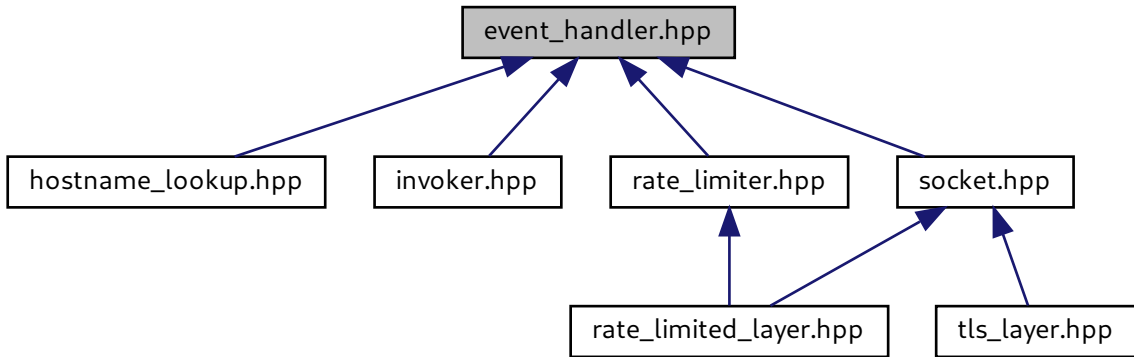 event_handler.hpp
hostname_lookup.hpp
invoker.hpp
rate_limiter.hpp
socket.hpp
rate_limited_layer.hpp
tls_layer.hpp